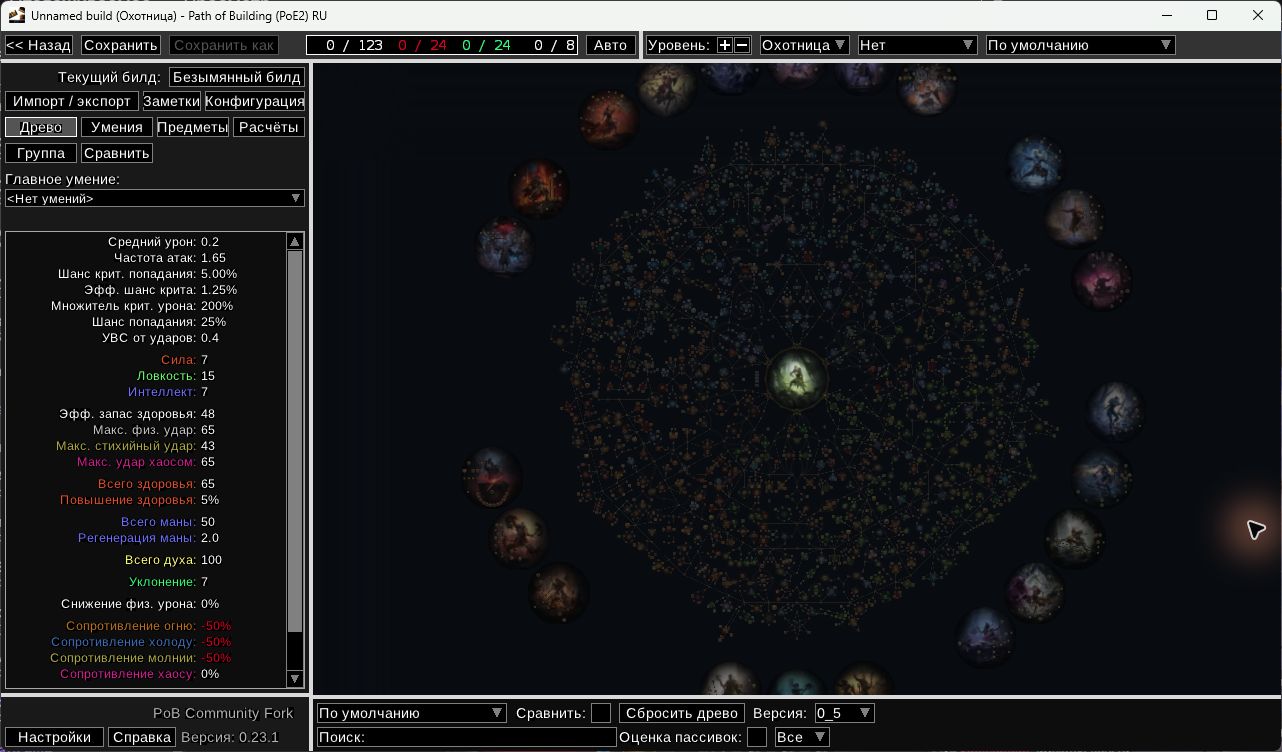 Unnamed build (Охотница) - Path of Building (PoE2) RU
<< Назад Сохранить Сохранить как 0 / 123 0 / 24 0 / 24 0 / 8 Авто Уровень: + − Охотница Нет По умолчанию
Текущий билд: Безымянный билд
Импорт / экспорт Заметки Конфигурация
Древо Умения Предметы Расчёты
Группа Сравнить
Главное умение:
<Нет умений>
Средний урон: 0.2
Частота атак: 1.65
Шанс крит. попадания: 5.00%
Эфф. шанс крита: 1.25%
Множитель крит. урона: 200%
Шанс попадания: 25%
УВС от ударов: 0.4
Сила: 7
Ловкость: 15
Интеллект: 7
Эфф. запас здоровья: 48
Макс. физ. удар: 65
Макс. стихийный удар: 43
Макс. удар хаосом: 65
Всего здоровья: 65
Повышение здоровья: 5%
Всего маны: 50
Регенерация маны: 2.0
Всего духа: 100
Уклонение: 7
Снижение физ. урона: 0%
Сопротивление огню: -50%
Сопротивление холоду: -50%
Сопротивление молнии: -50%
Сопротивление хаосу: 0%
PoB Community Fork
Настройки Справка Версия: 0.23.1
По умолчанию Сравнить: Сбросить древо Версия: 0_5
Поиск: Оценка пассивок: Все